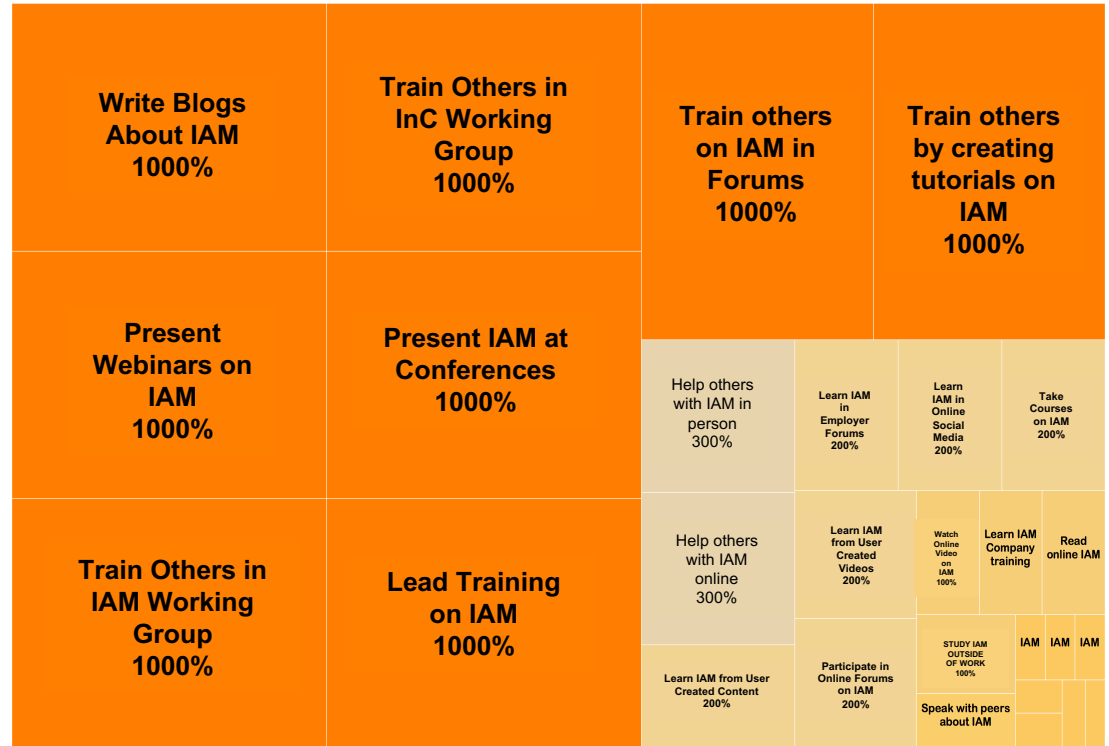 Write Blogs
About IAM
1000%
Train Others in
InC Working
Group
1000%
Train others
on IAM in
Forums
1000%
Train others
by creating
tutorials on
IAM
1000%
Present
Webinars on
IAM
1000%
Present IAM at
Conferences
1000%
Train Others in
IAM Working
Group
1000%
Lead Training
on IAM
1000%
Help others
with IAM in
person
300%
Learn IAM
in
Employer
Forums
200%
Learn
IAM in
Online
Social
Media
200%
Take
Courses
on IAM
200%
Help others
with IAM
online
300%
Learn IAM
from User
Created
Videos
200%
Watch
Online
Video
on
IAM
100%
Learn IAM
Company
training
Read
online IAM
Learn IAM from User
Created Content
200%
Participate in
Online Forums
on IAM
200%
STUDY IAM
OUTSIDE
OF WORK
100%
IAM
IAM
IAM
Speak with peers
about IAM